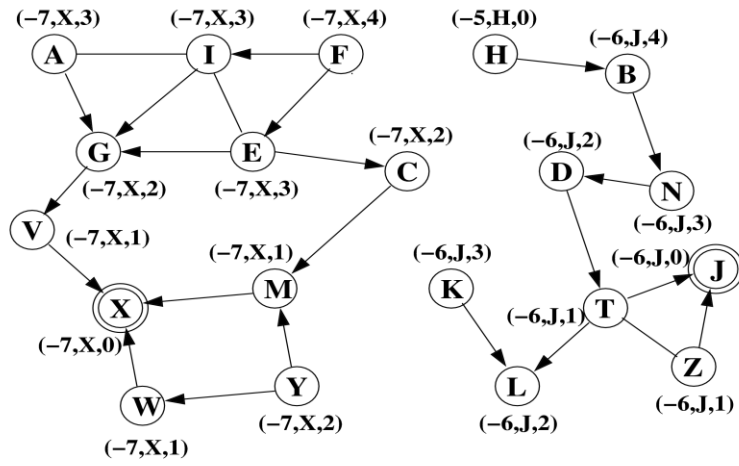 (−7,X,3) (−7,X,3) (−7,X,4) (−5,H,0) (−6,J,4)
A I F H B
(−7,X,2) (−6,J,2)
G E C D N
(−7,X,2) (−7,X,3) (−6,J,3)
V (−7,X,1) (−7,X,1) (−6,J,3) (−6,J,0) J
X M K T
(−7,X,0) (−6,J,1)
W Y L Z
(−7,X,1) (−7,X,2) (−6,J,2) (−6,J,1)